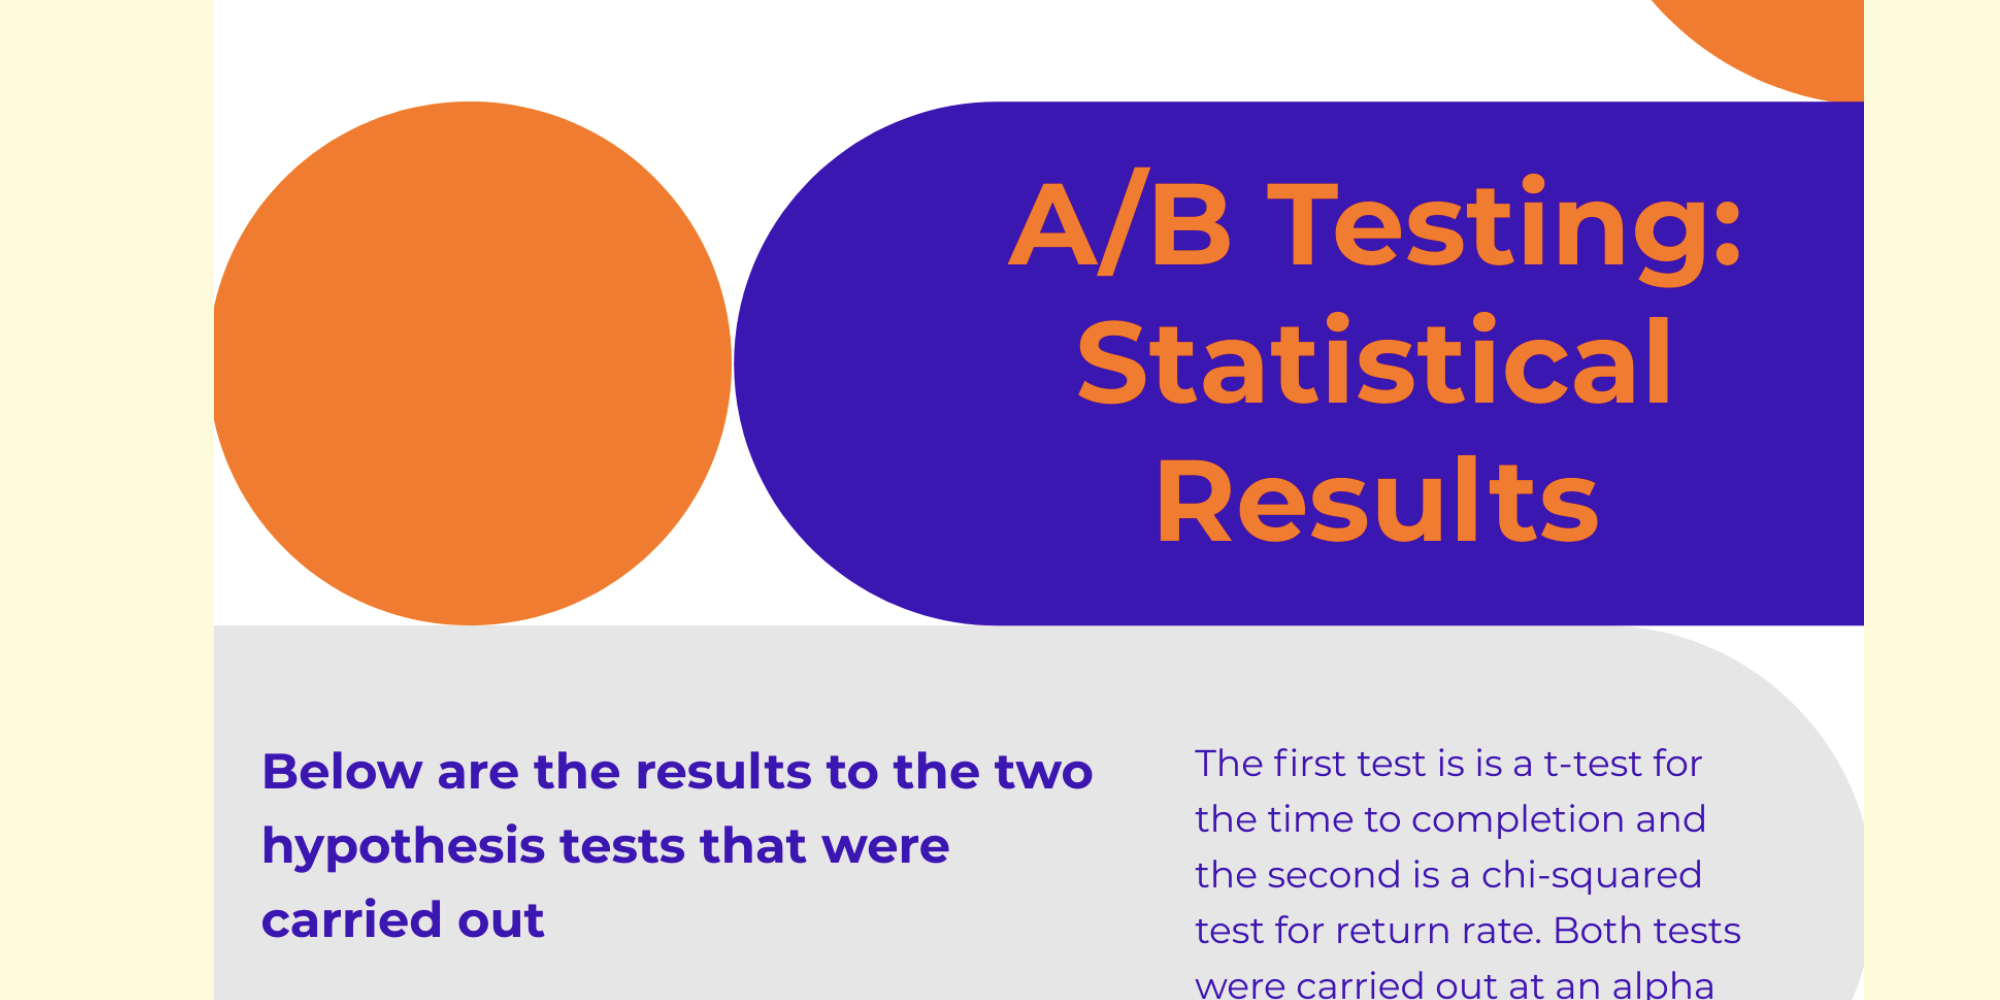 A/B Testing:
Statistical
Results
Below are the results to the two
hypothesis tests that were
carried out
The first test is is a t-test for
the time to completion and
the second is a chi-squared
test for return rate. Both tests
were carried out at an alpha